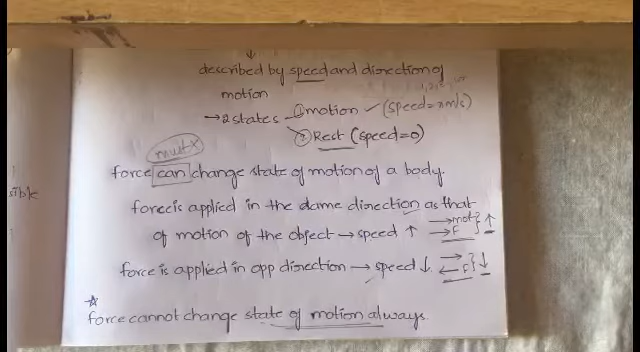 ↓
described by speed and direction of
motion
→ 2 states ① motion ✓ (speed = x m/s)
② Rest (speed=0)
must X
force can change state of motion of a body.
force is applied in the dame direction as that
of motion of the object → speed ↑ → mot } ↑
→ F
force is applied in opp direction → speed ↓ → ← F } ↓
☆
force cannot change state of motion always.